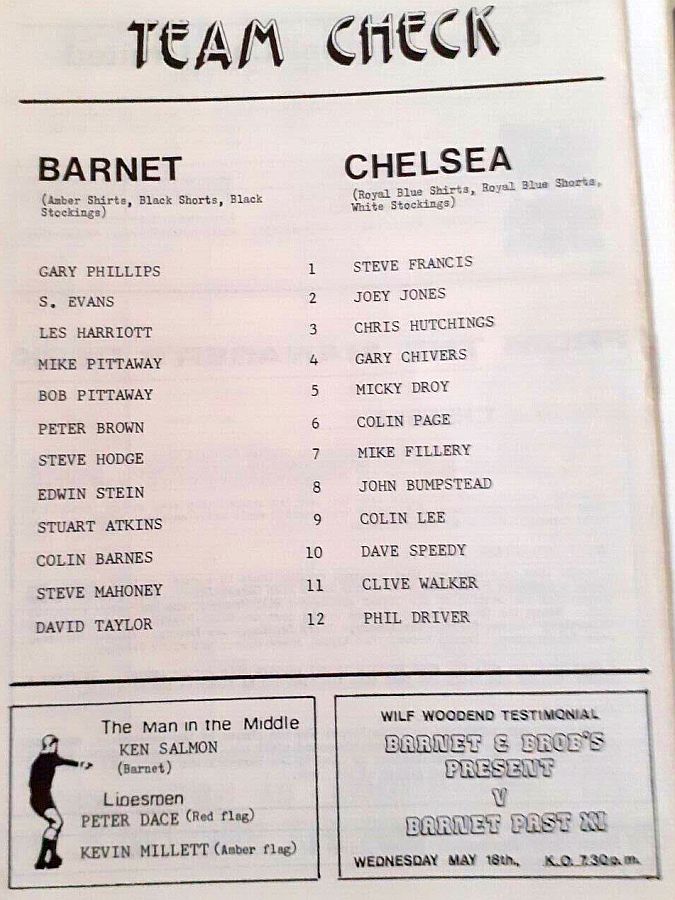 TEAM CHECK
BARNET
(Amber Shirts, Black Shorts, Black
Stockings)
CHELSEA
(Royal Blue Shirts, Royal Blue Shorts,
White Stockings)
GARY PHILLIPS 1 STEVE FRANCIS
S. EVANS 2 JOEY JONES
LES HARRIOTT 3 CHRIS HUTCHINGS
MIKE PITTAWAY 4 GARY CHIVERS
BOB PITTAWAY 5 MICKY DROY
PETER BROWN 6 COLIN PAGE
STEVE HODGE 7 MIKE FILLERY
EDWIN STEIN 8 JOHN BUMPSTEAD
STUART ATKINS 9 COLIN LEE
COLIN BARNES 10 DAVE SPEEDY
STEVE MAHONEY 11 CLIVE WALKER
DAVID TAYLOR 12 PHIL DRIVER
The Man in the Middle
KEN SALMON
(Barnet)
Linesmen
PETER DACE (Red flag)
KEVIN MILLETT (Amber flag)
WILF WOODEND TESTIMONIAL
BARNET & BROB'S
PRESENT
V
BARNET PAST XI
WEDNESDAY MAY 18th., K.O. 7.30p.m.